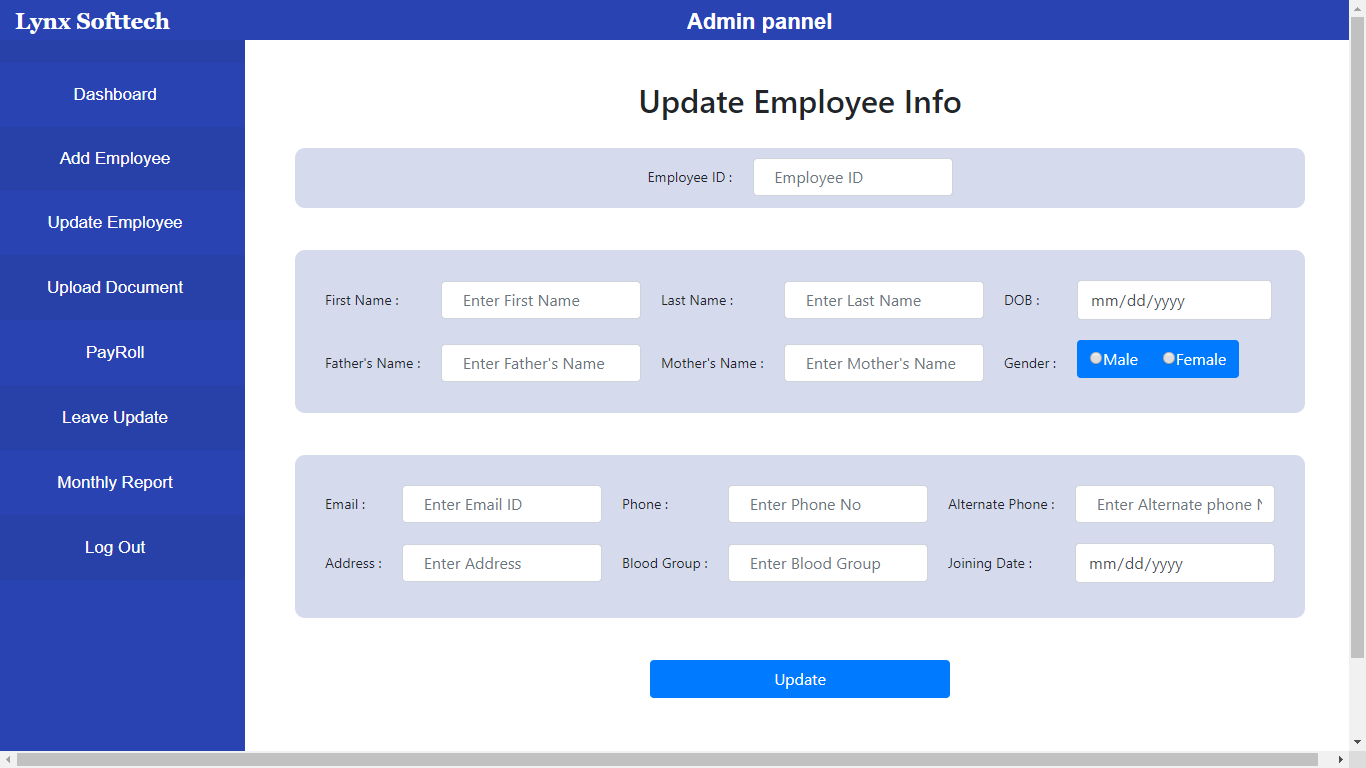 Lynx Softtech
Admin pannel
Dashboard
Add Employee
Update Employee
Upload Document
PayRoll
Leave Update
Monthly Report
Log Out
Update Employee Info
Employee ID : Employee ID
First Name : Enter First Name Last Name : Enter Last Name DOB : mm/dd/yyyy
Father's Name : Enter Father's Name Mother's Name : Enter Mother's Name Gender : Male Female
Email : Enter Email ID Phone : Enter Phone No Alternate Phone : Enter Alternate phone N
Address : Enter Address Blood Group : Enter Blood Group Joining Date : mm/dd/yyyy
Update